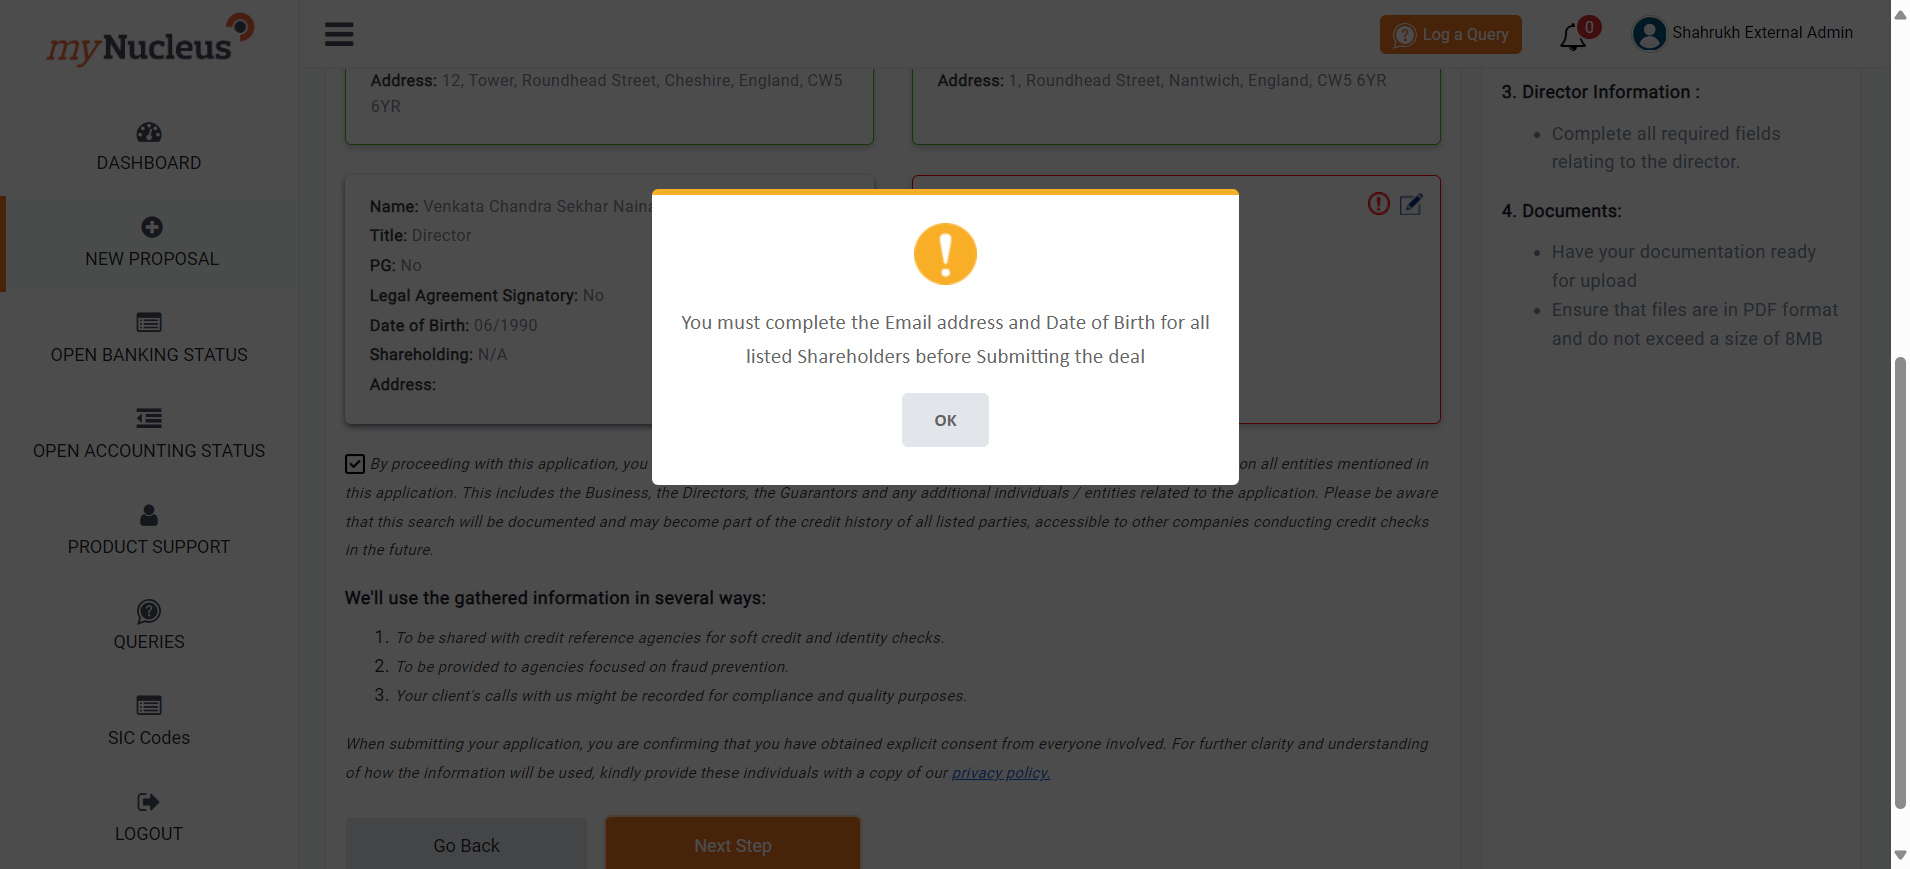 myNucleus
Log a Query
0
Shahrukh External Admin
DASHBOARD
NEW PROPOSAL
OPEN BANKING STATUS
OPEN ACCOUNTING STATUS
PRODUCT SUPPORT
QUERIES
SIC Codes
LOGOUT
Address: 12, Tower, Roundhead Street, Cheshire, England, CW5
6YR
Address: 1, Roundhead Street, Nantwich, England, CW5 6YR
Name: Venkata Chandra Sekhar
Title: Director
PG: No
Legal Agreement Signatory: No
Date of Birth: 06/1990
Shareholding: N/A
Address:
You must complete the Email address and Date of Birth for all
listed Shareholders before Submitting the deal
OK
By proceeding with this application, you
on all entities mentioned in
this application. This includes the Business, the Directors, the Guarantors and any additional individuals / entities related to the application. Please be aware
that this search will be documented and may become part of the credit history of all listed parties, accessible to other companies conducting credit checks
in the future.
We'll use the gathered information in several ways:
1. To be shared with credit reference agencies for soft credit and identity checks.
2. To be provided to agencies focused on fraud prevention.
3. Your client's calls with us might be recorded for compliance and quality purposes.
When submitting your application, you are confirming that you have obtained explicit consent from everyone involved. For further clarity and understanding
of how the information will be used, kindly provide these individuals with a copy of our privacy policy.
Go Back
Next Step
3. Director Information :
• Complete all required fields
relating to the director.
4. Documents:
• Have your documentation ready
for upload
• Ensure that files are in PDF format
and do not exceed a size of 8MB